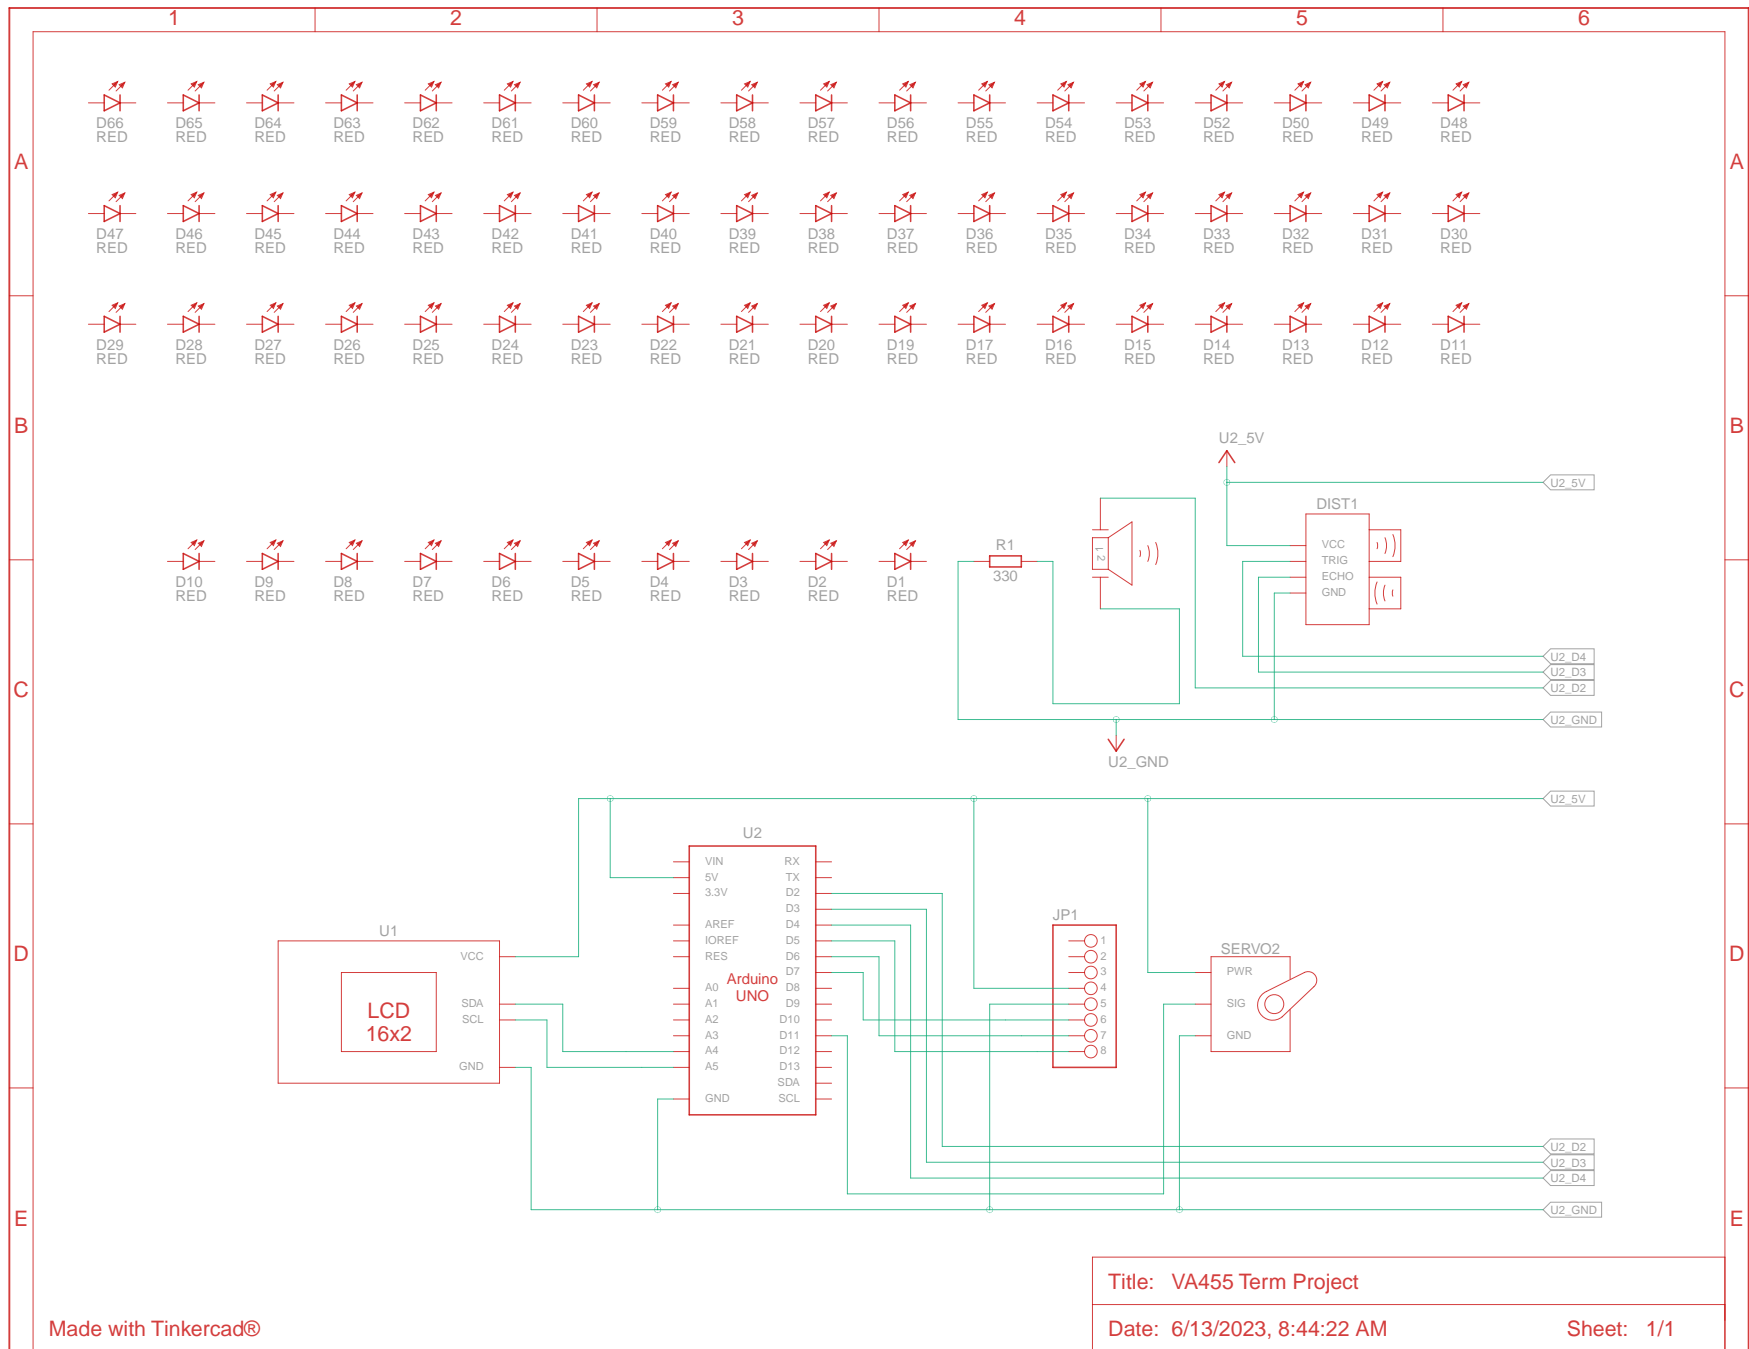 1 2 3 4 5 6
D66 D65 D64 D63 D62 D61 D60 D59 D58 D57 D56 D55 D54 D53 D52 D50 D49 D48
RED RED RED RED RED RED RED RED RED RED RED RED RED RED RED RED RED RED
A A
D47 D46 D45 D44 D43 D42 D41 D40 D39 D38 D37 D36 D35 D34 D33 D32 D31 D30
RED RED RED RED RED RED RED RED RED RED RED RED RED RED RED RED RED RED
D29 D28 D27 D26 D25 D24 D23 D22 D21 D20 D19 D17 D16 D15 D14 D13 D12 D11
RED RED RED RED RED RED RED RED RED RED RED RED RED RED RED RED RED RED
B B
U2_5V
U2_5V
DIST1
VCC
TRIG
ECHO
GND
R1
330
1 2
D10 D9 D8 D7 D6 D5 D4 D3 D2 D1
RED RED RED RED RED RED RED RED RED RED
U2_D4
U2_D3
U2_D2
C C
U2_GND
U2_GND
U2_5V
U2
VIN RX
5V TX
3.3V D2
D3
AREF D4
IOREF D5
RES D6
D7
Arduino
UNO
A0 D8
A1 D9
A2 D10
A3 D11
A4 D12
A5 D13
SDA
GND SCL
U1
VCC
SDA
SCL
GND
LCD
16x2
JP1
1
2
3
4
5
6
7
8
SERVO2
PWR
SIG
GND
D D
U2_D2
U2_D3
U2_D4
U2_GND
E E
Title: VA455 Term Project
Made with Tinkercad®
Date: 6/13/2023, 8:44:22 AM Sheet: 1/1